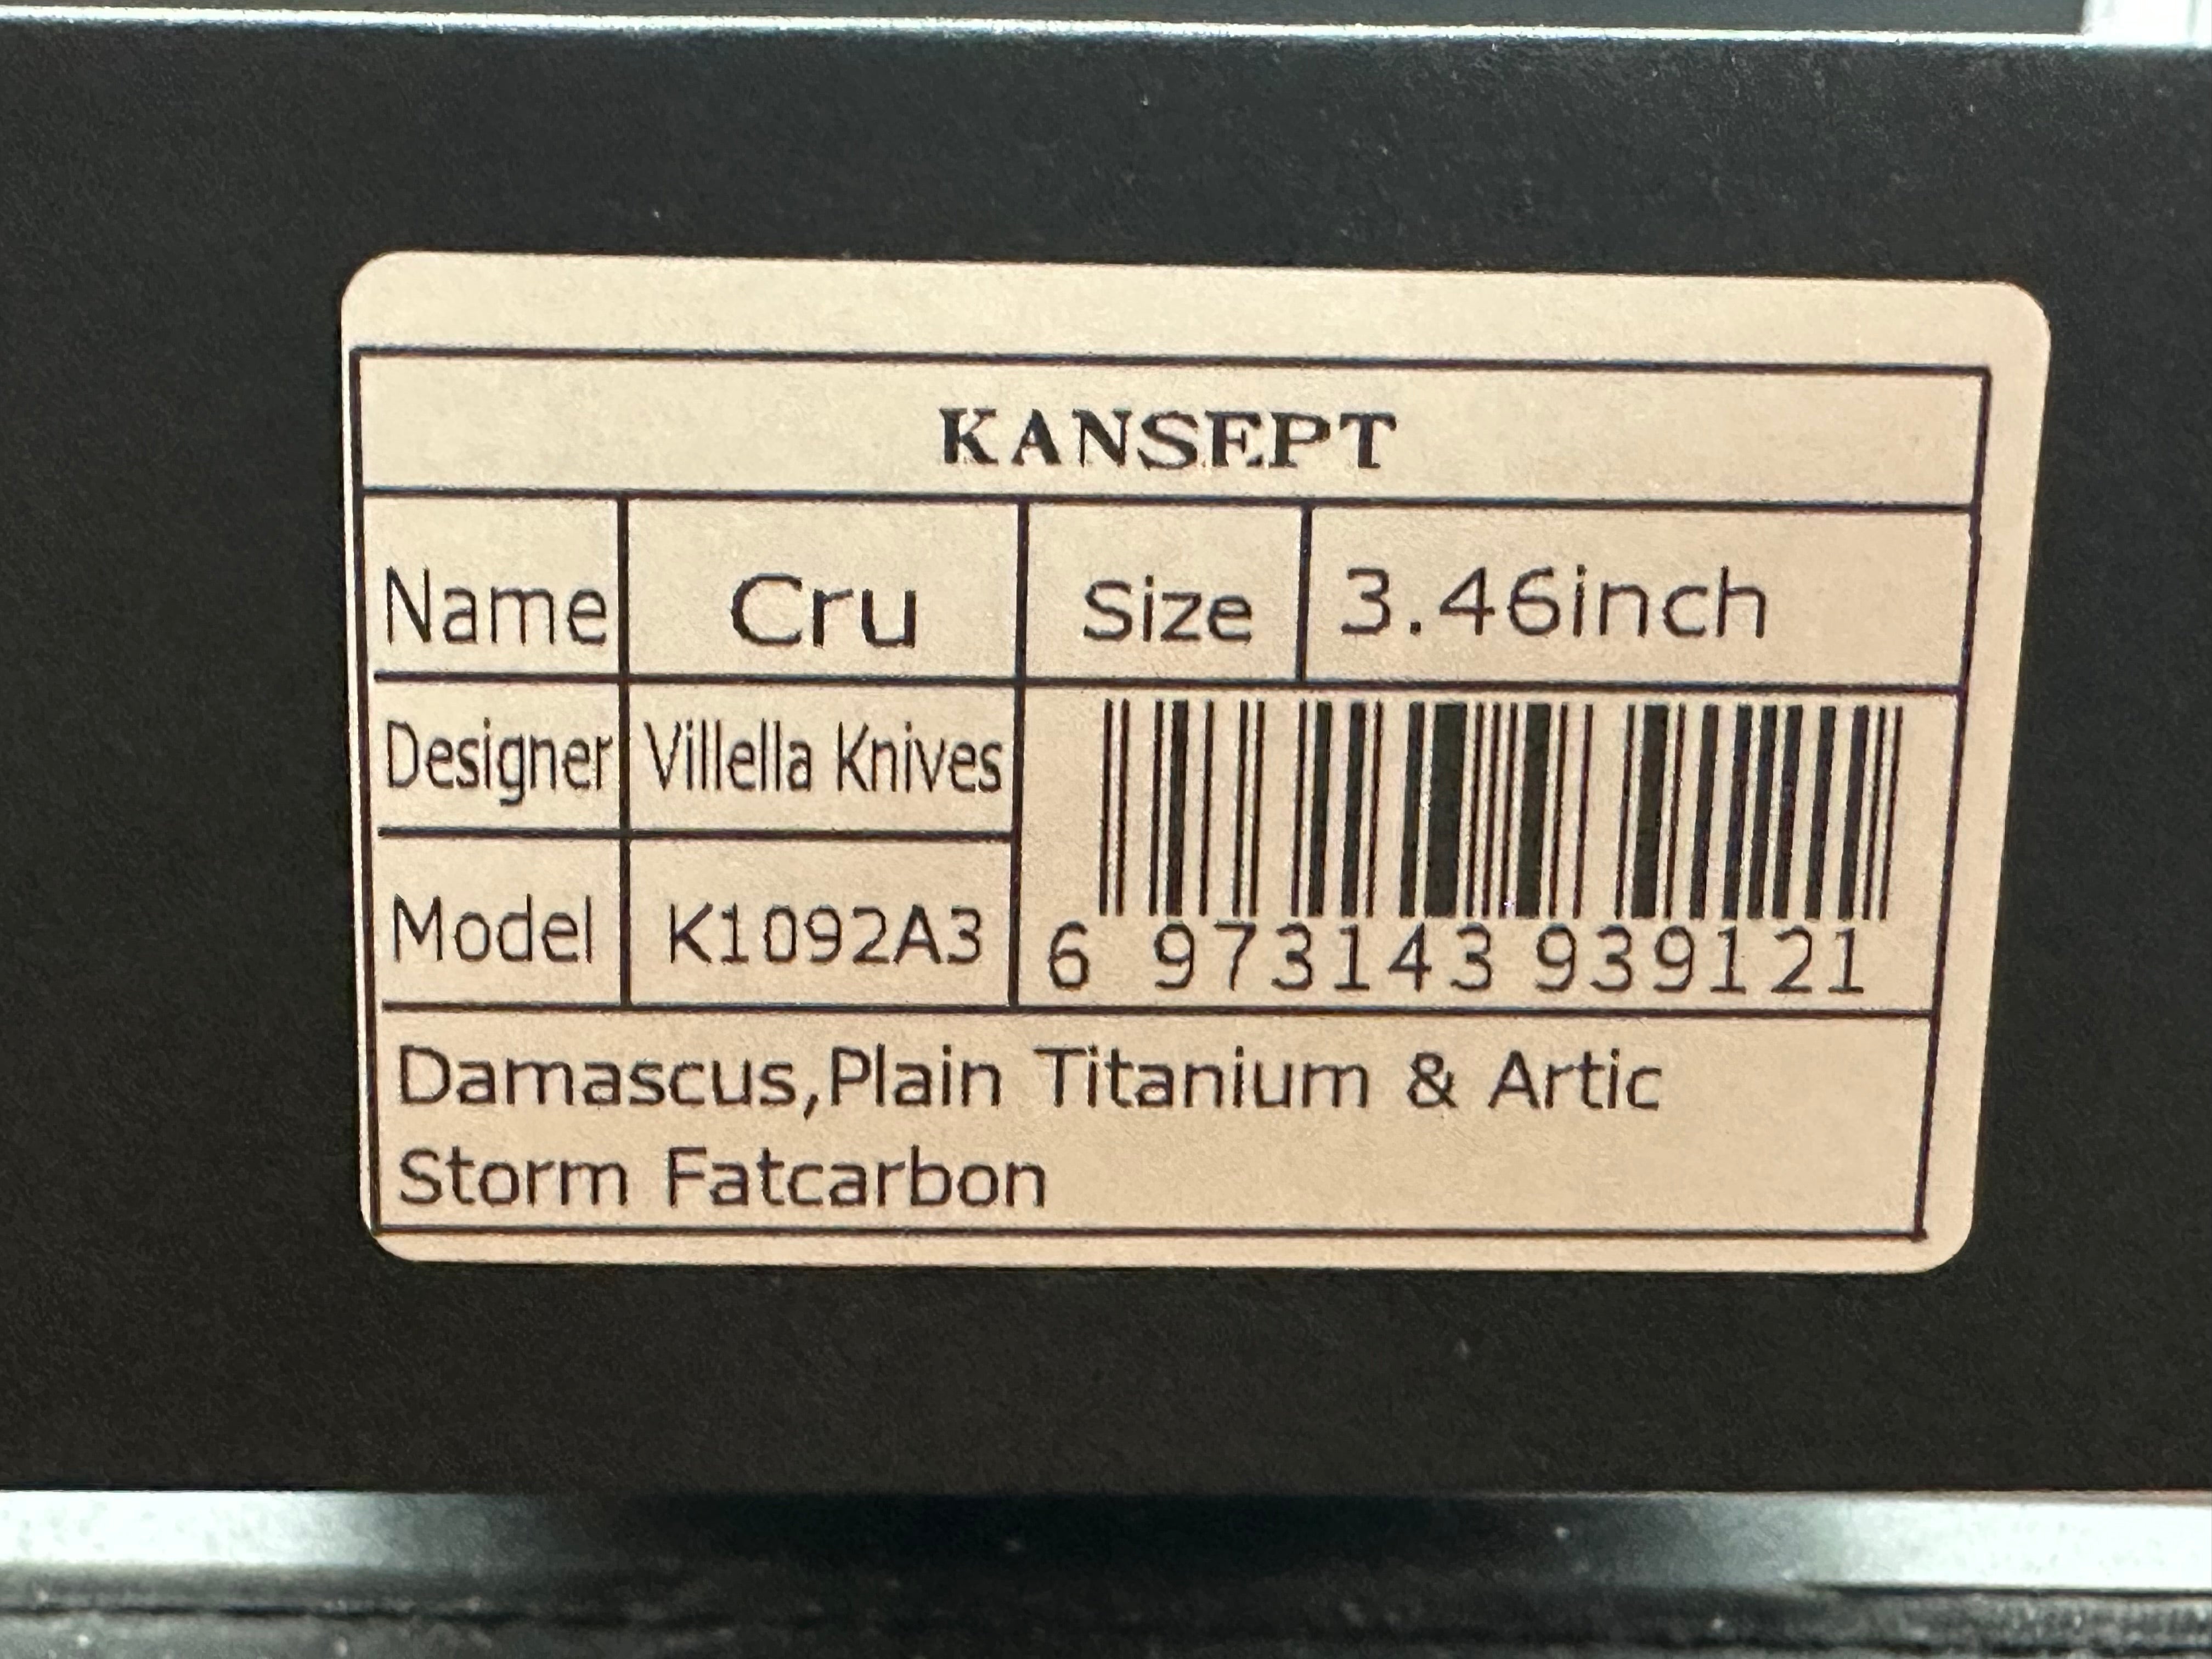 KANSEPT
Name Cru Size 3.46inch
Designer Villella Knives
Model K1092A3
6 973143 939121
Damascus,Plain Titanium & Artic
Storm Fatcarbon